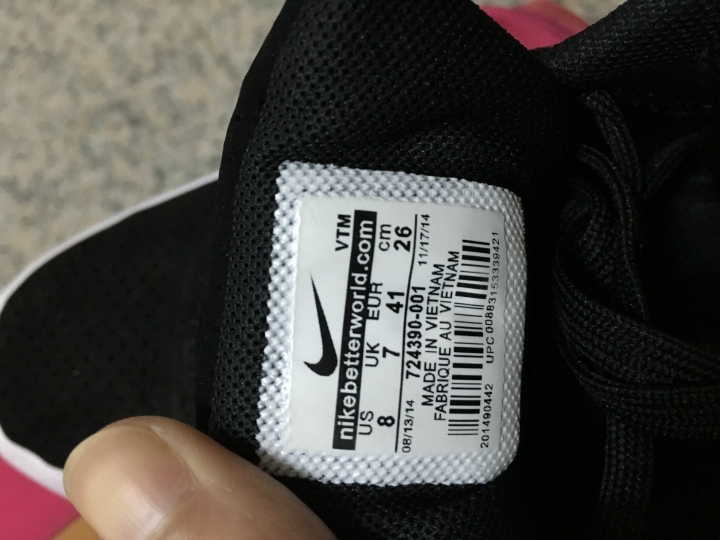 VTM
nikebetterworld.com
US UK EUR cm
8 7 41 26
08/13/14 724390-001 11/17/14
MADE IN VIETNAM
FABRIQUE AU VIETNAM
201490442 UPC 00883153339421